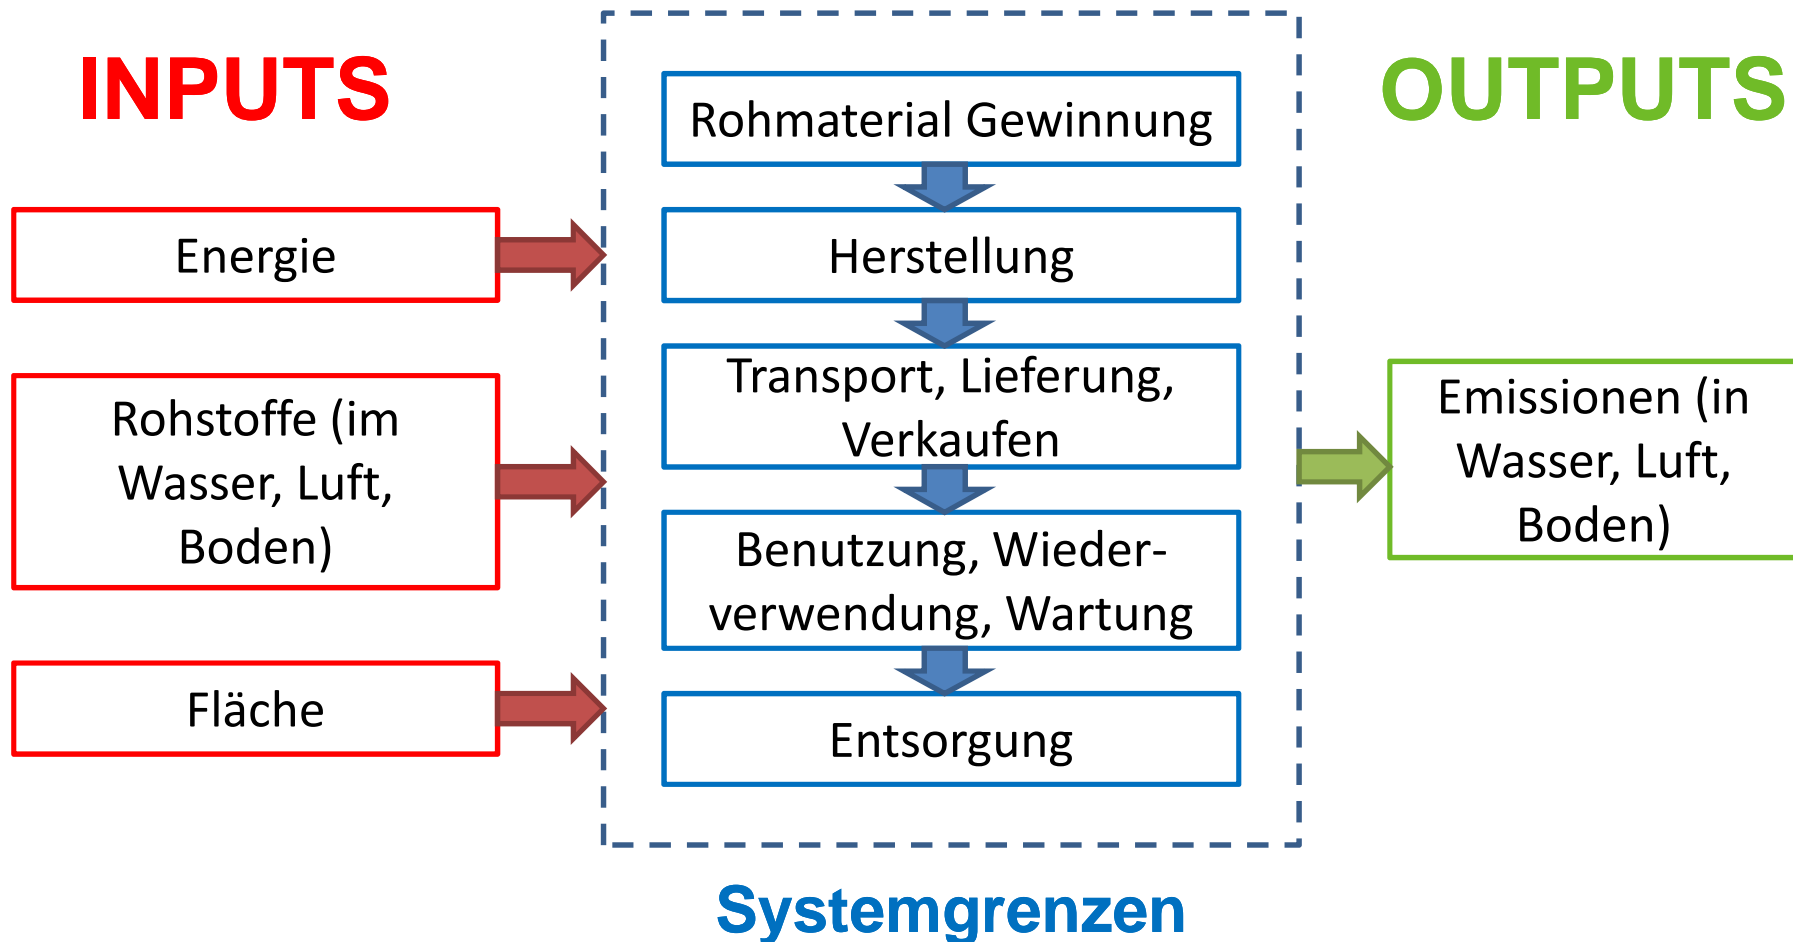 INPUTS
Energie
Rohstoffe (im
Wasser, Luft,
Boden)
Fläche
Rohmaterial Gewinnung
Herstellung
Transport, Lieferung,
Verkaufen
Benutzung, Wieder-
verwendung, Wartung
Entsorgung
Systemgrenzen
OUTPUTS
Emissionen (in
Wasser, Luft,
Boden)